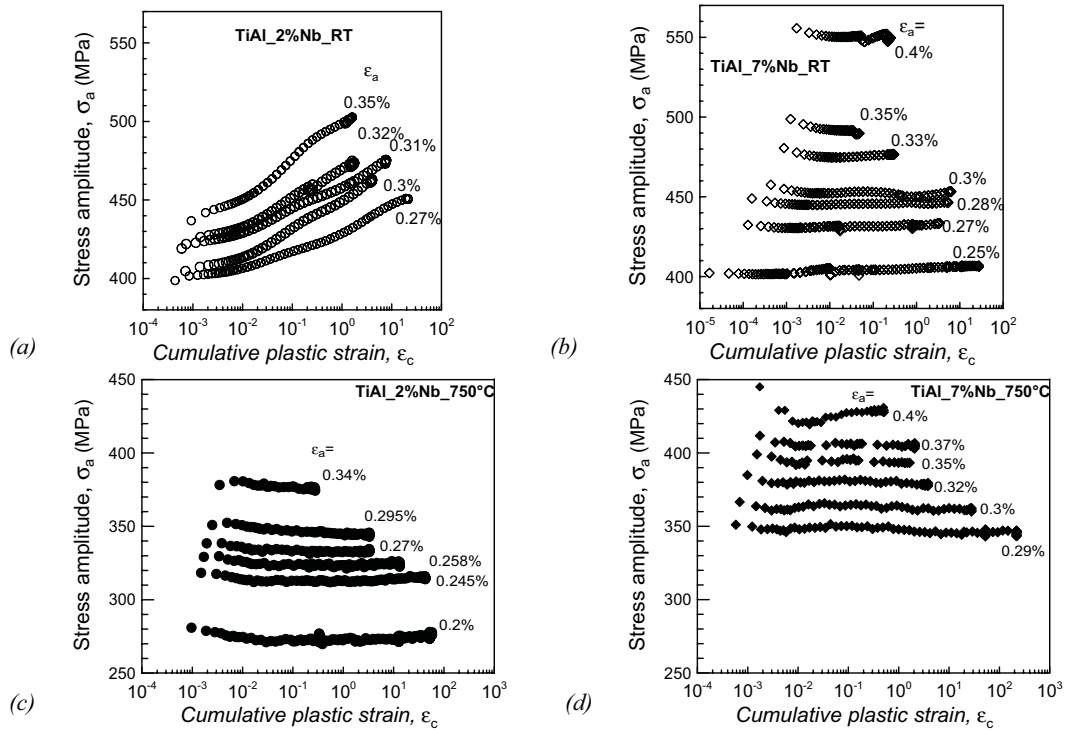 TiAl_2%Nb_RT
εa
0.35%
0.32%
0.31%
0.3%
0.27%
550
500
450
400
Stress amplitude, σa (MPa)
10-4 10-3 10-2 10-1 100 101 102
Cumulative plastic strain, εc
(a)
TiAl_7%Nb_RT
εa=
0.4%
0.35%
0.33%
0.3%
0.28%
0.27%
0.25%
550
500
450
400
Stress amplitude, σa (MPa)
10-5 10-4 10-3 10-2 10-1 100 101 102
Cumulative plastic strain, εc
(b)
TiAl_2%Nb_750°C
εa=
0.34%
0.295%
0.27%
0.258%
0.245%
0.2%
450
400
350
300
250
Stress amplitude, σa (MPa)
10-4 10-3 10-2 10-1 100 101 102
Cumulative plastic strain, εc
(c)
TiAl_7%Nb_750°C
εa=
0.4%
0.37%
0.35%
0.32%
0.3%
0.29%
450
400
350
300
250
Stress amplitude, σa (MPa)
10-4 10-3 10-2 10-1 100 101 102 103
Cumulative plastic strain, εc
(d)